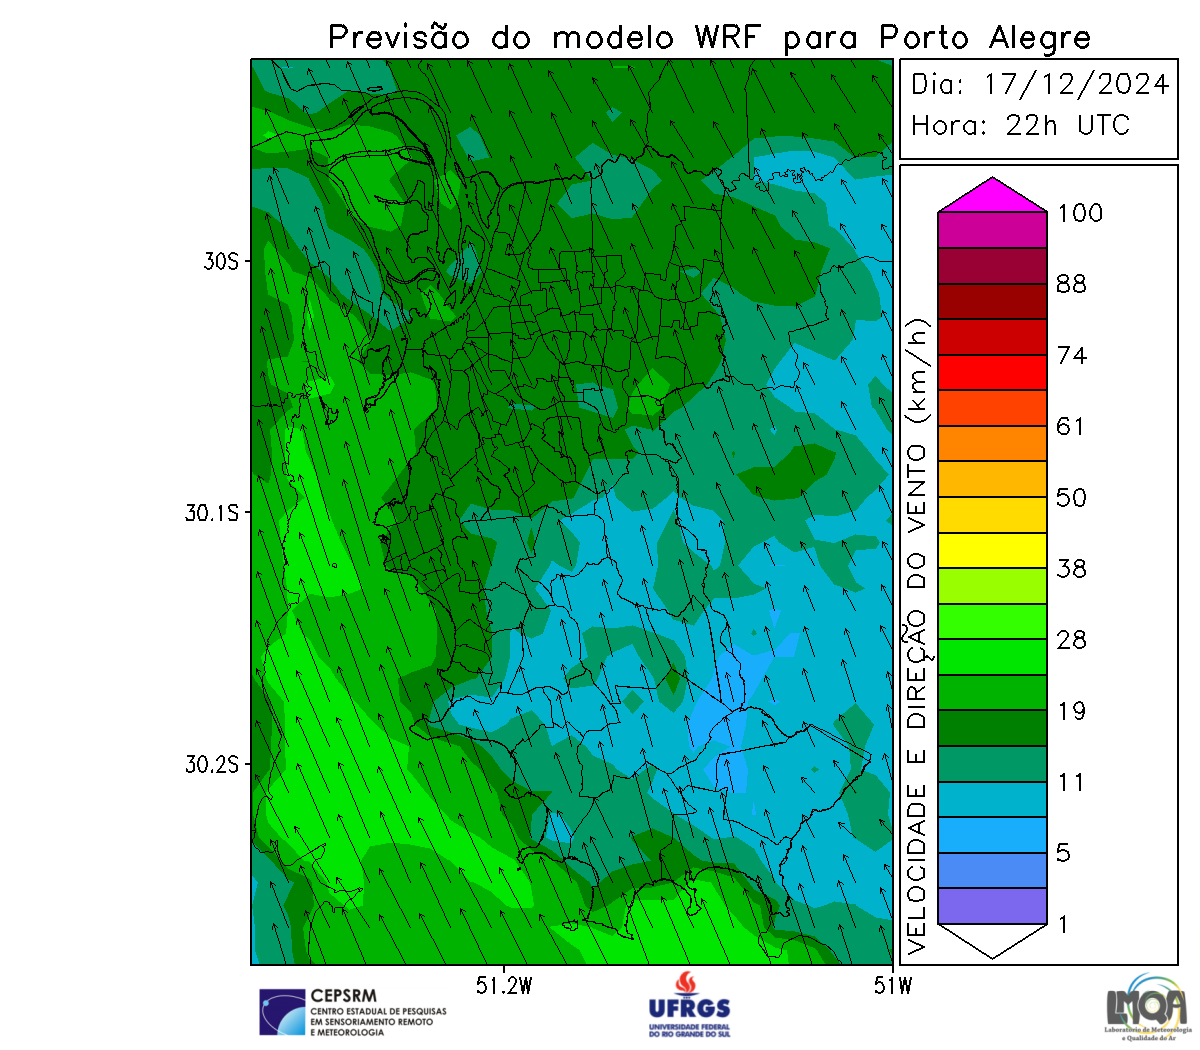 Previsão do modelo WRF para Porto Alegre
Dia: 17/12/2024
Hora: 22h UTC
30S
30.1S
30.2S
51.2W
51W
VELOCIDADE E DIREÇÃO DO VENTO (km/h)
100
88
74
61
50
38
28
19
11
5
1
CEPSRM
CENTRO ESTADUAL DE PESQUISAS
EM SENSORIAMENTO REMOTO
E METEOROLOGIA
UFRGS
UNIVERSIDADE FEDERAL
DO RIO GRANDE DO SUL
LMQA
Laboratório de Meteorologia
e Qualidade do Ar